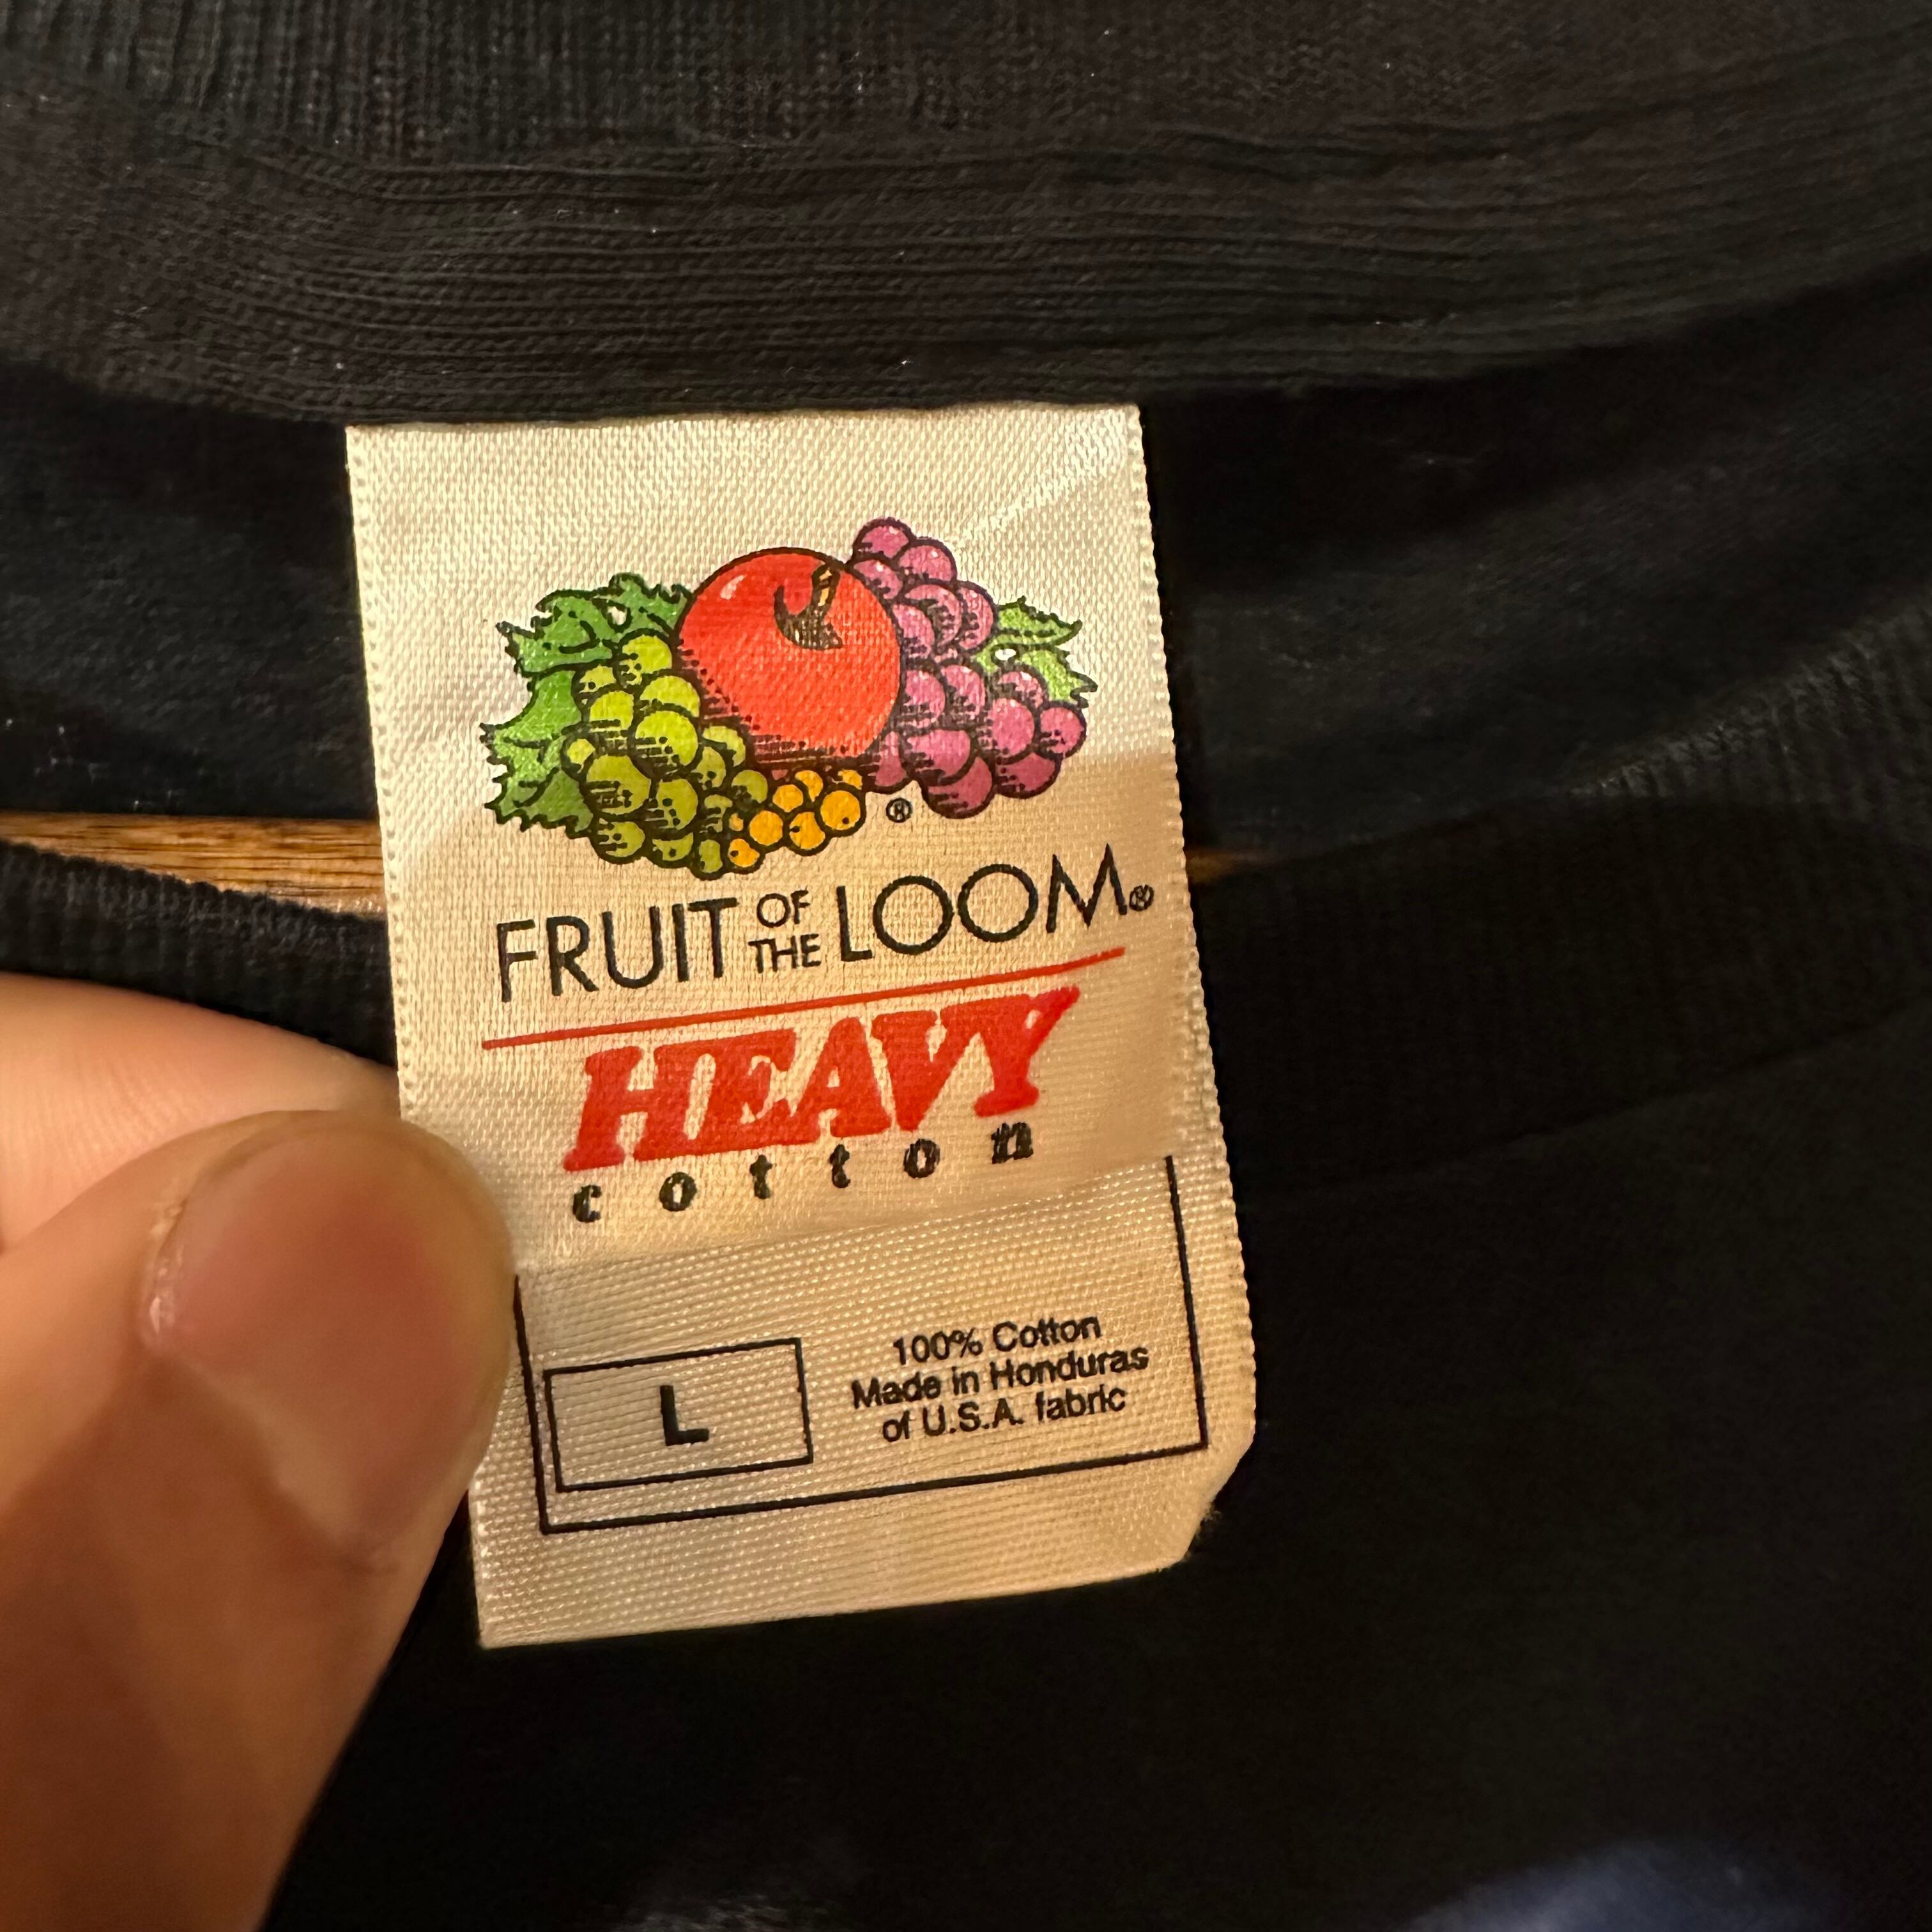 ®
FRUIT OF THE LOOM®
HEAVY
cotton
L
100% Cotton
Made in Honduras
of U.S.A. fabric